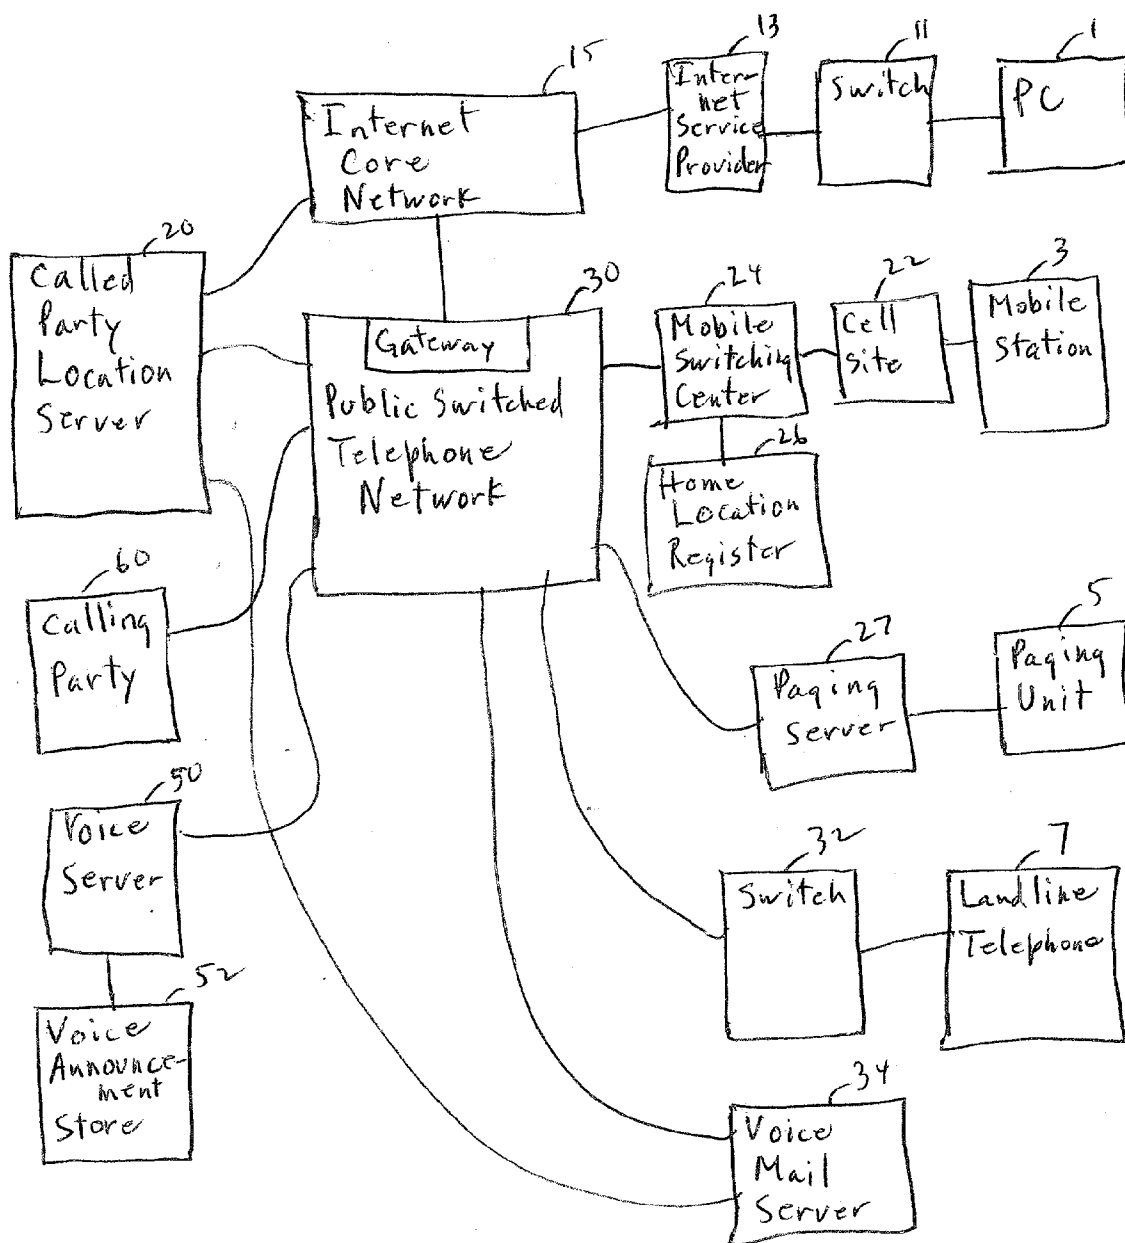 15
Internet
Core
Network
13
Inter-
net
Service
Provider
11
Switch
1
PC
20
Called
Party
Location
Server
30
Gateway
Public Switched
Telephone
Network
24
Mobile
Switching
Center
22
Cell
Site
3
Mobile
Station
26
Home
Location
Register
60
Calling
Party
27
Paging
Server
5
Paging
Unit
50
Voice
Server
32
Switch
7
Landline
Telephone
52
Voice
Announce-
ment
Store
34
Voice
Mail
Server